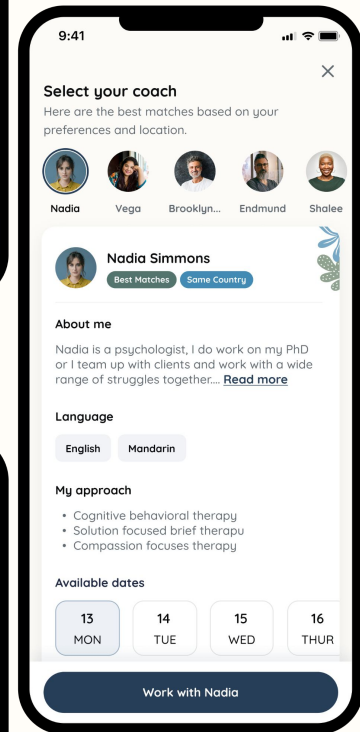 9:41
Select your coach
Here are the best matches based on your
preferences and location.
Nadia Vega Brooklyn... Endmund Shalee
Nadia Simmons
Best Matches Same Country
About me
Nadia is a psychologist, I do work on my PhD
or I team up with clients and work with a wide
range of struggles together.... Read more
Language
English Mandarin
My approach
• Cognitive behavioral therapy
• Solution focused brief therapu
• Compassion focuses therapy
Available dates
13 14 15 16
MON TUE WED THUR
Work with Nadia